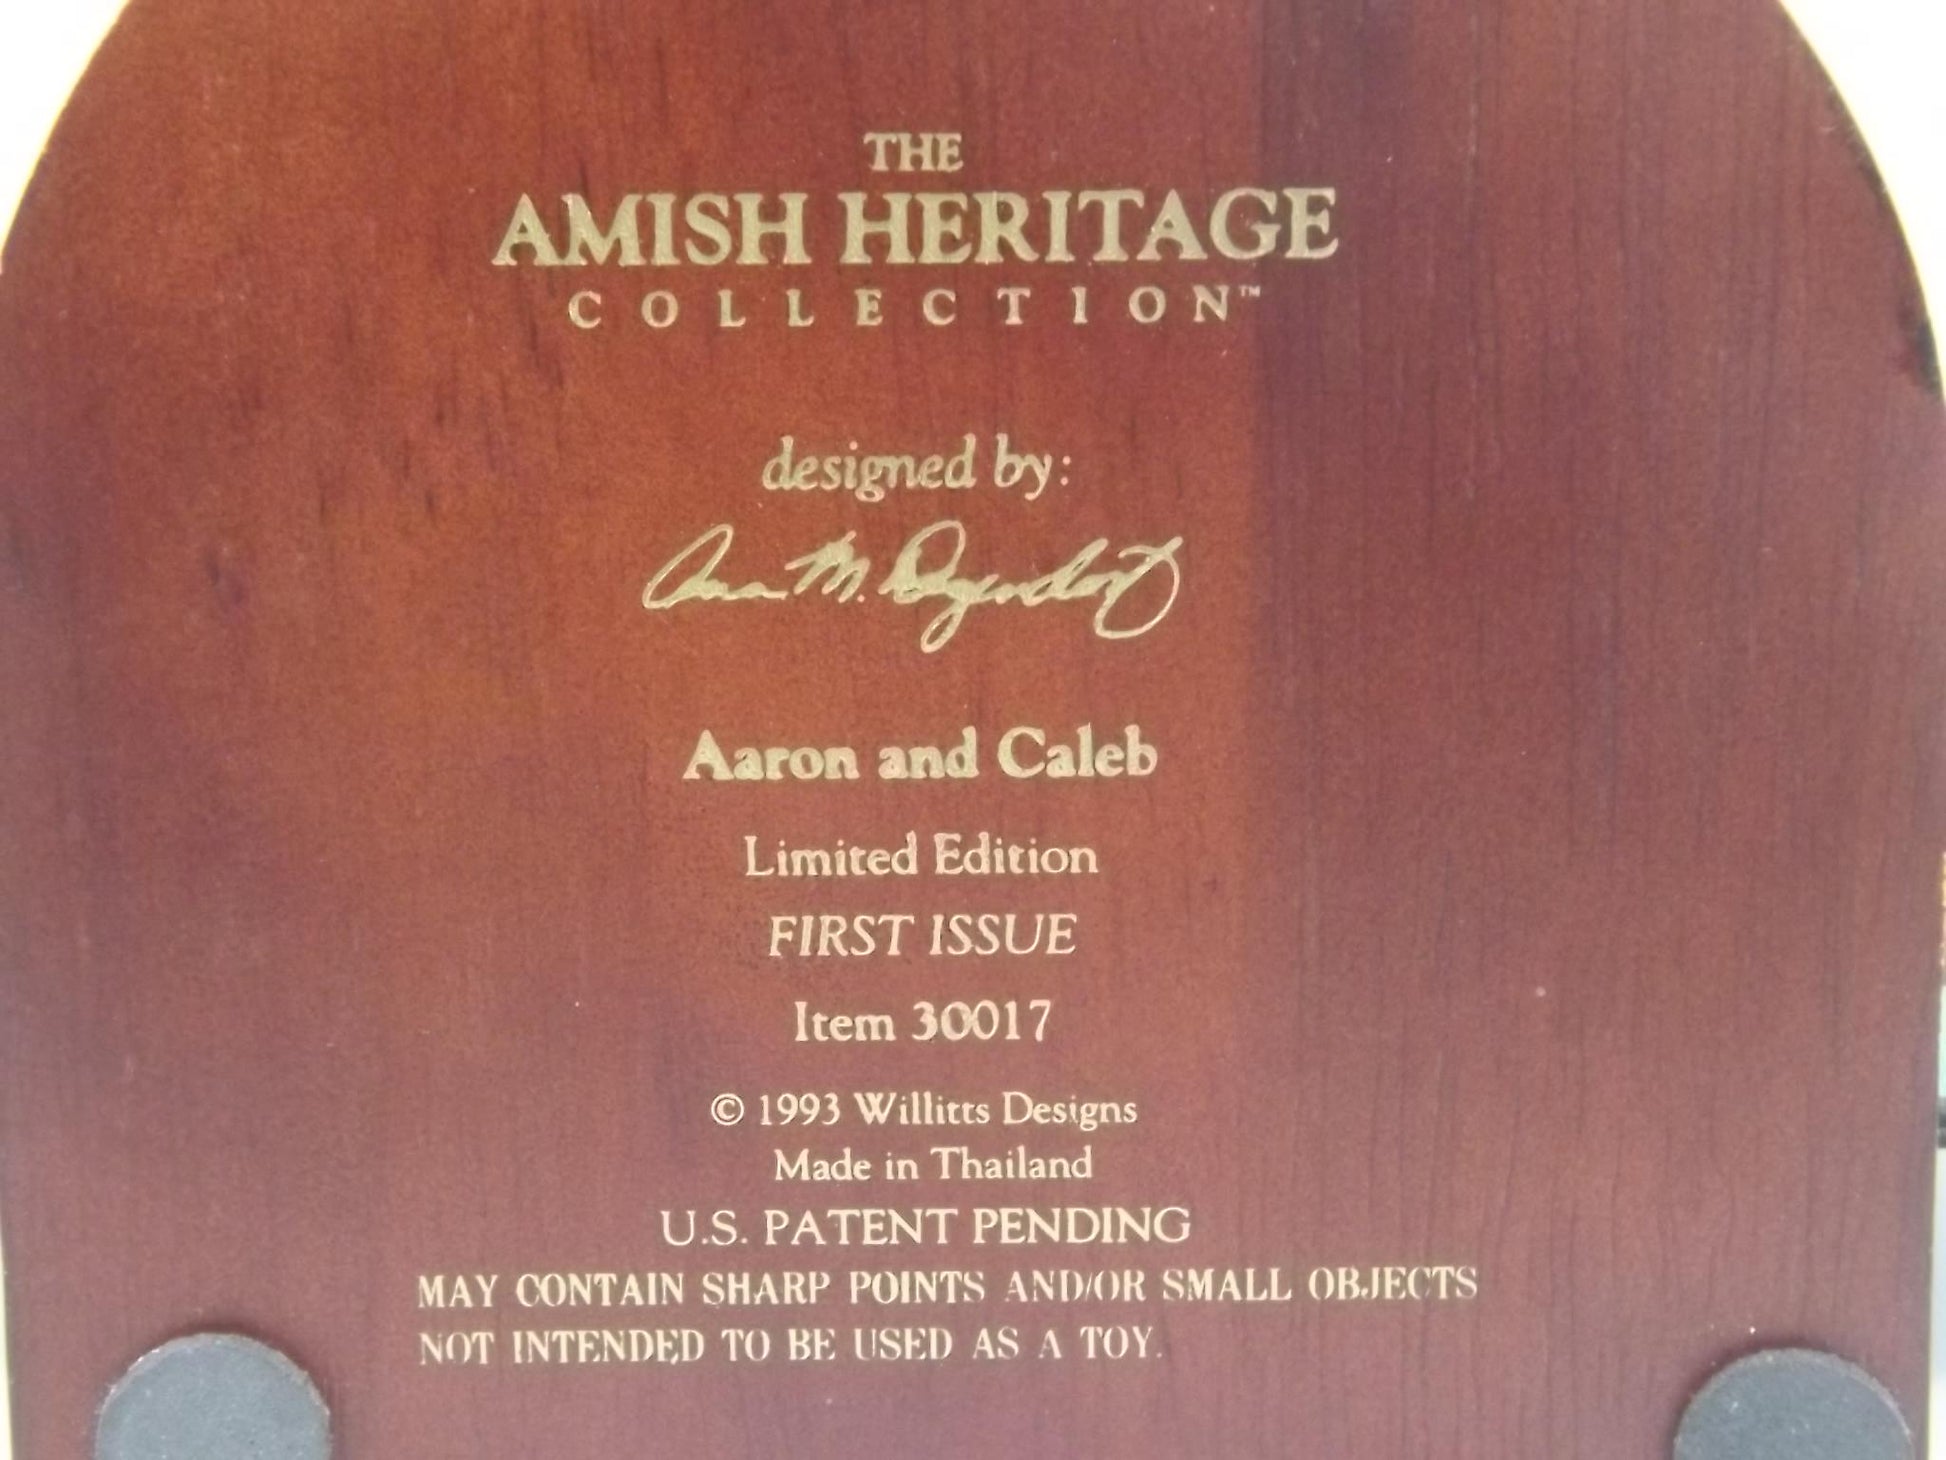 THE
AMISH HERITAGE
COLLECTION™
designed by:
Aaron and Caleb
Limited Edition
FIRST ISSUE
Item 30017
© 1993 Willitts Designs
Made in Thailand
U.S. PATENT PENDING
MAY CONTAIN SHARP POINTS AND/OR SMALL OBJECTS
NOT INTENDED TO BE USED AS A TOY.